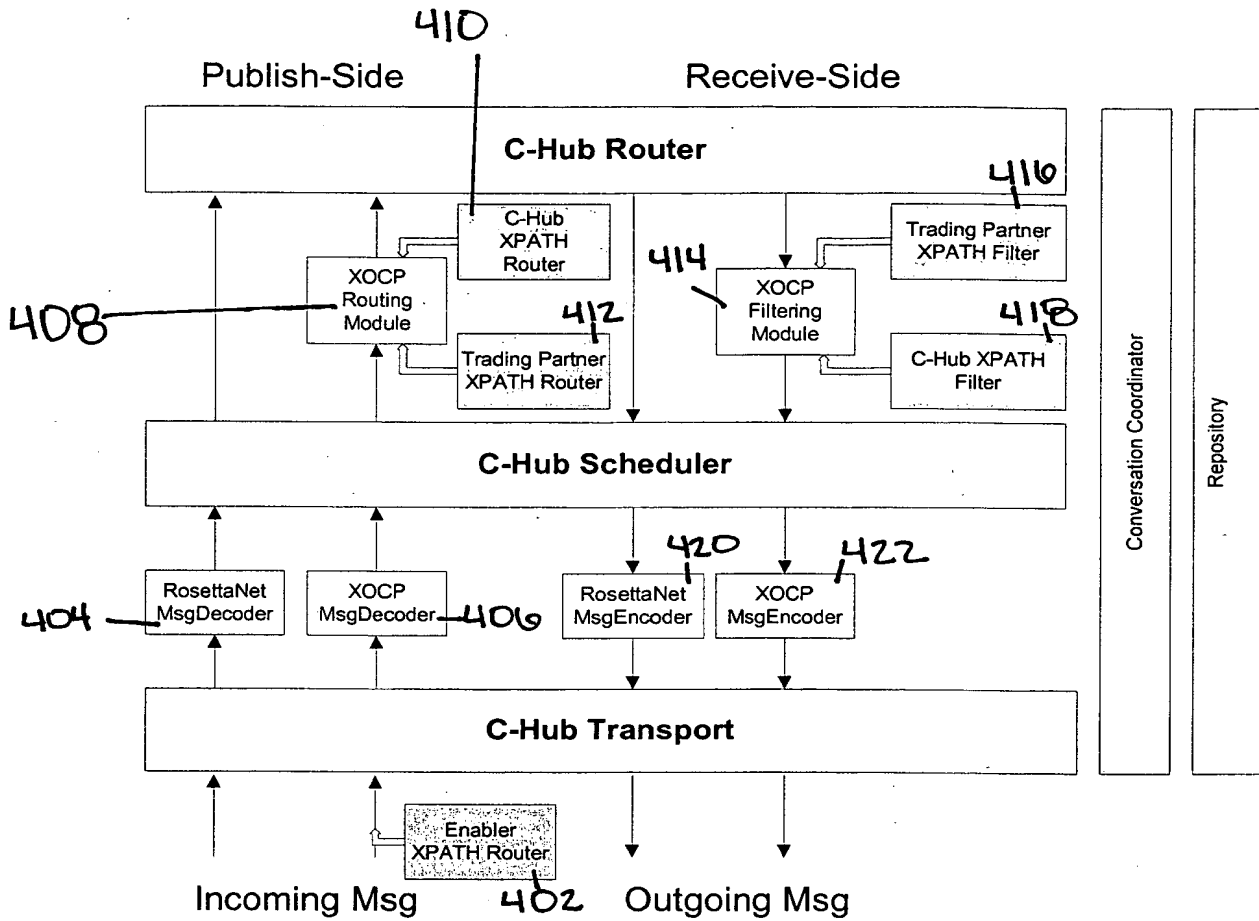 410
Publish-Side
Receive-Side
C-Hub Router
416
C-Hub
XPATH
Router
Trading Partner
XPATH Filter
414
XOCP
Routing
Module
XOCP
Filtering
Module
408
412
418
Trading Partner
XPATH Router
C-Hub XPATH
Filter
C-Hub Scheduler
Conversation Coordinator
Repository
420
422
RosettaNet
MsgDecoder
XOCP
MsgDecoder
RosettaNet
MsgEncoder
XOCP
MsgEncoder
404
406
C-Hub Transport
Enabler
XPATH Router
Incoming Msg
402
Outgoing Msg